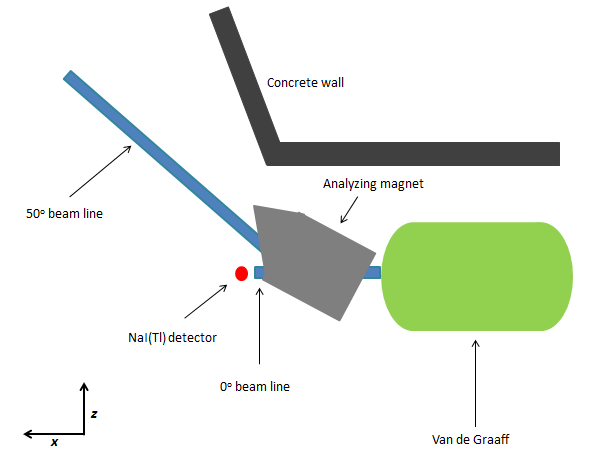 Concrete wall
Analyzing magnet
50° beam line
NaI(Tl) detector
0° beam line
z
x
Van de Graaff